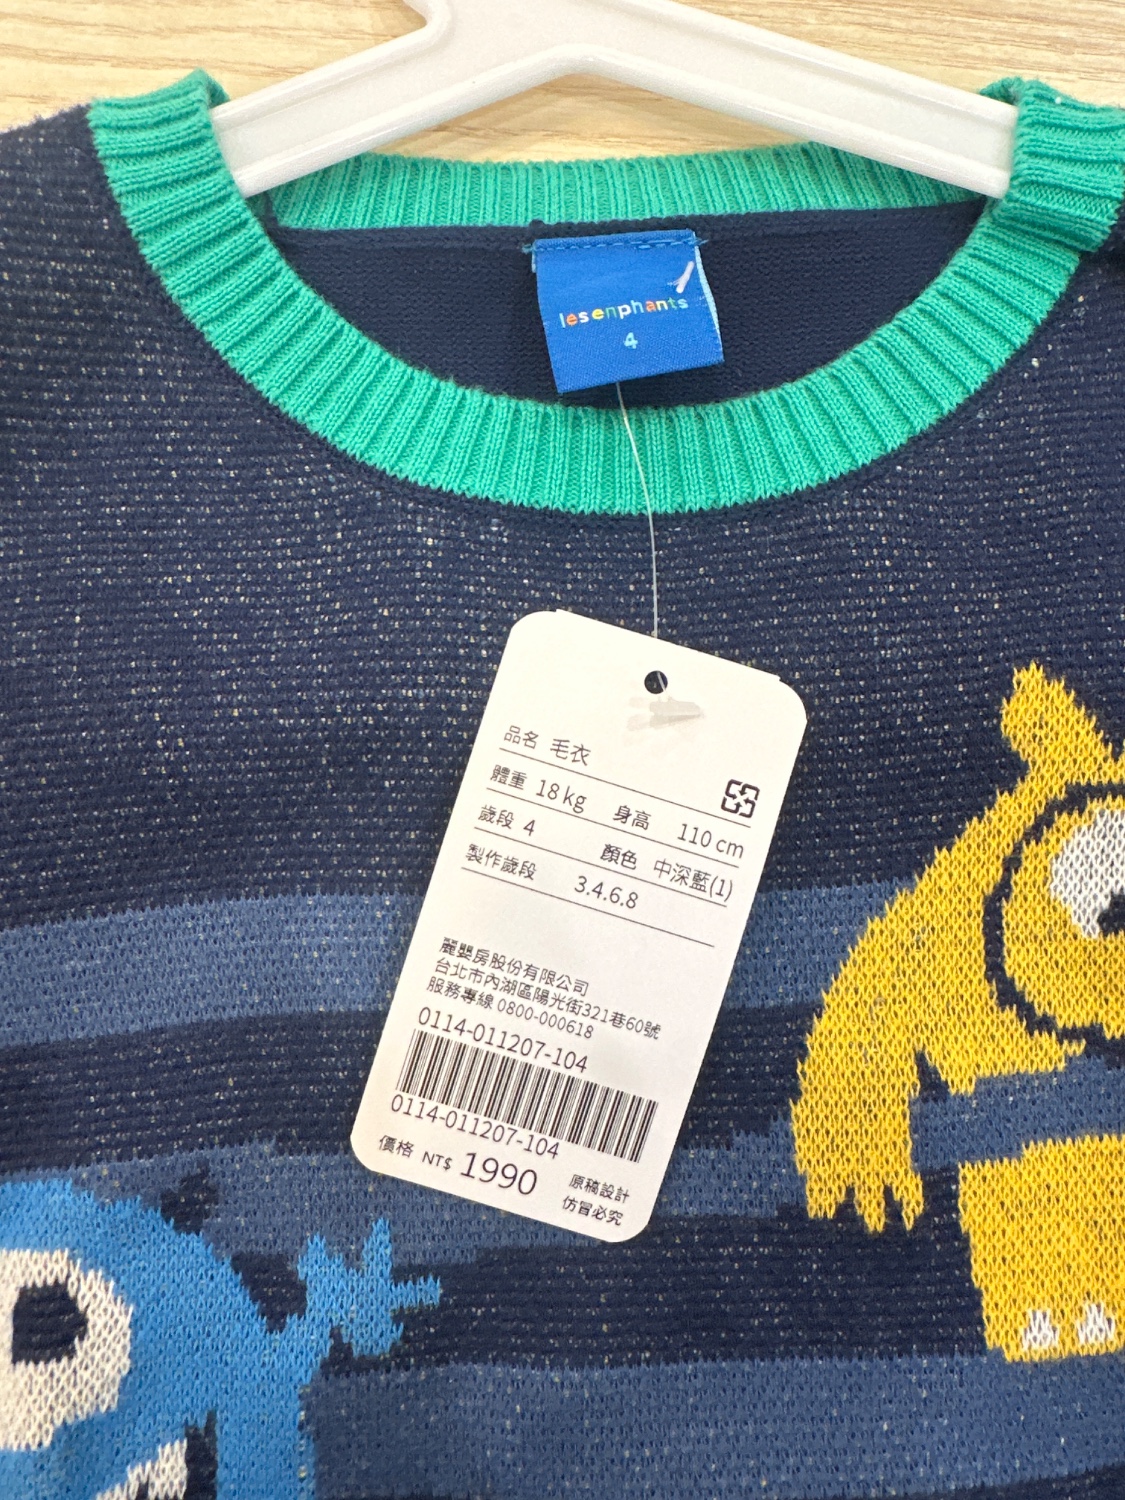 lesenphants
4
品名 毛衣
體重 18 kg 身高 110 cm
歲段 4 顏色 中深藍(1)
製作歲段 3.4.6.8
麗嬰房股份有限公司
台北市內湖區陽光街321巷60號
服務專線 0800-000618
0114-011207-104
0114-011207-104
價格 NT$ 1990
原稿設計
仿冒必究